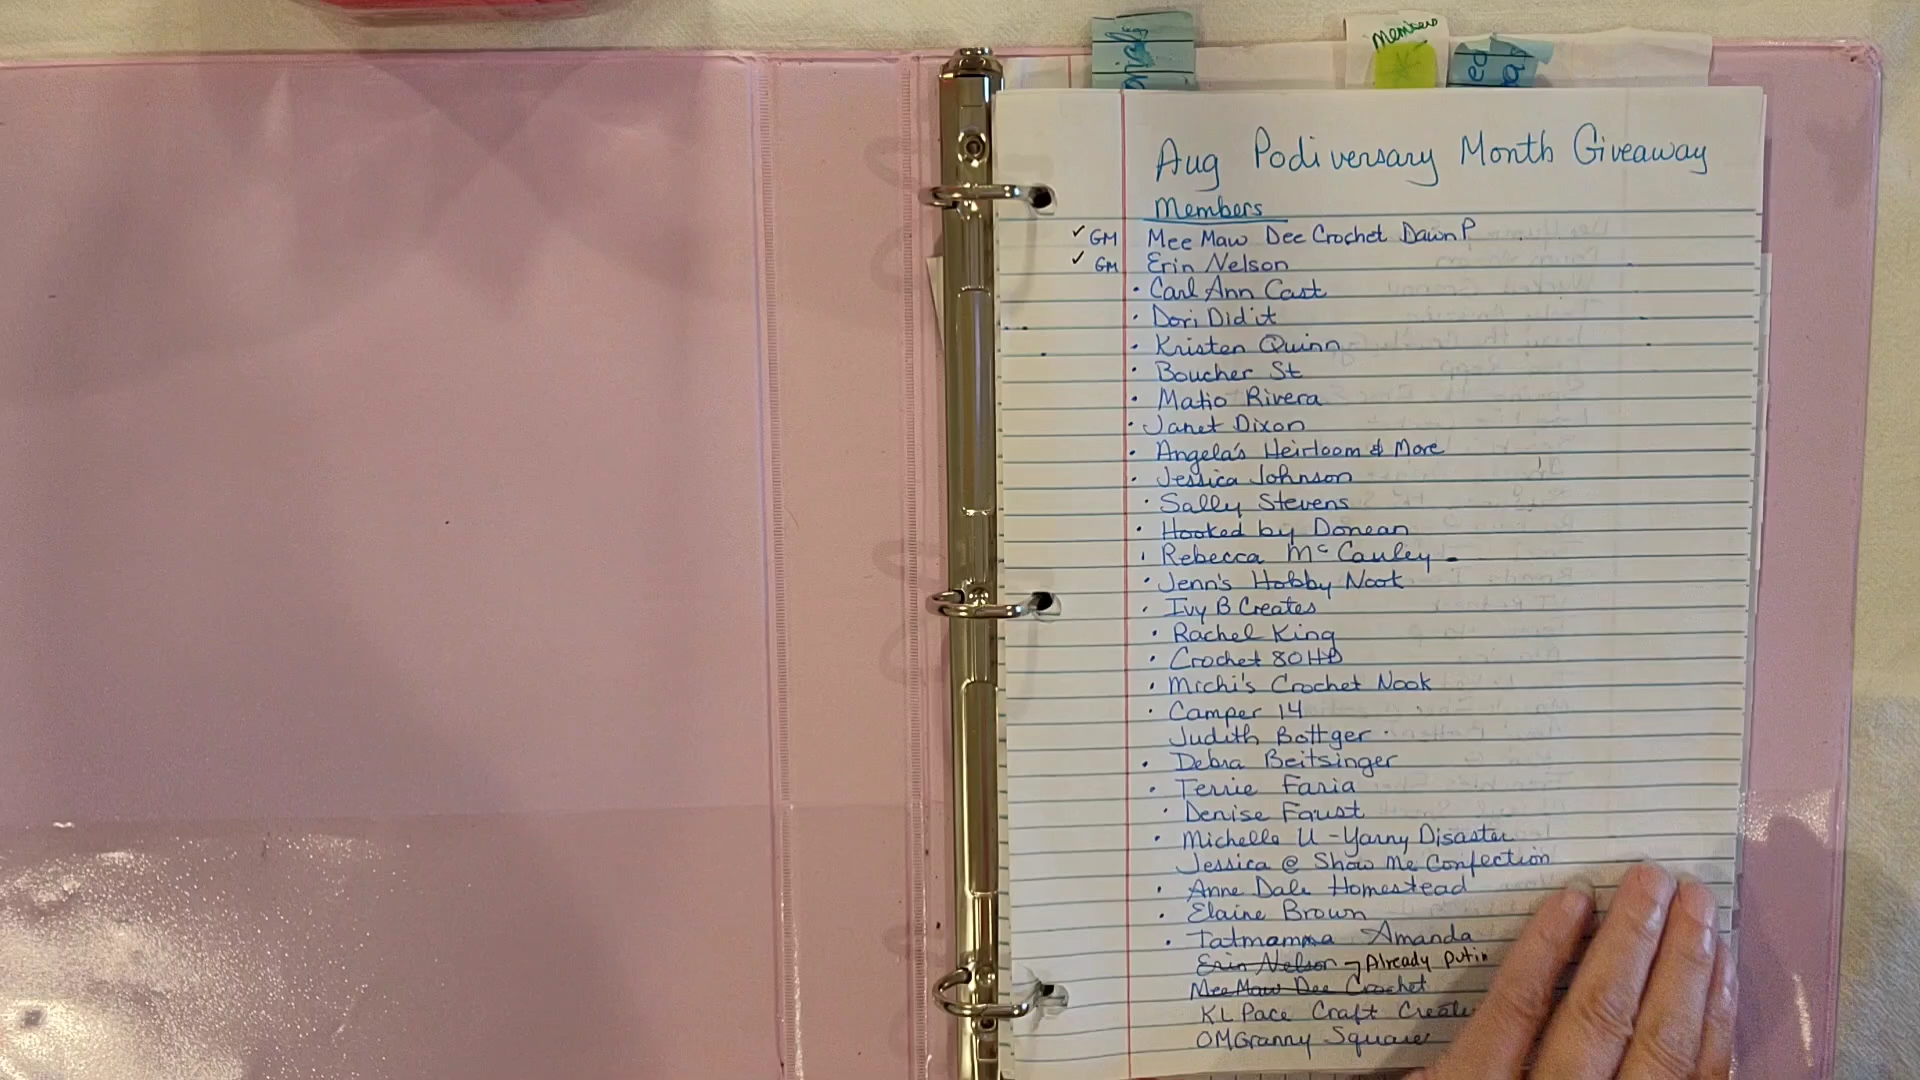 Members
Aug Podiversary Month Giveaway
Members
✓ GM Mee Maw Dee Crochet Dawn P
✓ GM Erin Nelson
· Carl Ann Cast
· Dori Did it
· Kristen Quinn
· Boucher St
· Matio Rivera
· Janet Dixon
· Angela's Heirloom & More
· Jessica Johnson
· Sally Stevens
· Hooked by Donean
· Rebecca McCauley
· Jenn's Hobby Nook
· Ivy B Creates
· Rachel King
· Crochet 80HD
· Michi's Crochet Nook
· Camper 14
Judith Bottger ·
· Debra Beitsinger
· Terrie Faria
· Denise Faust
· Michelle U - Yarny Disaster
Jessica @ Show Me Confection
· Anne Dale Homestead
· Elaine Brown
· Tatmamma Amanda
Erin Nelson → Already put in
Mee Maw Dee Crochet
KL Pace Craft Create
OMGranny Square